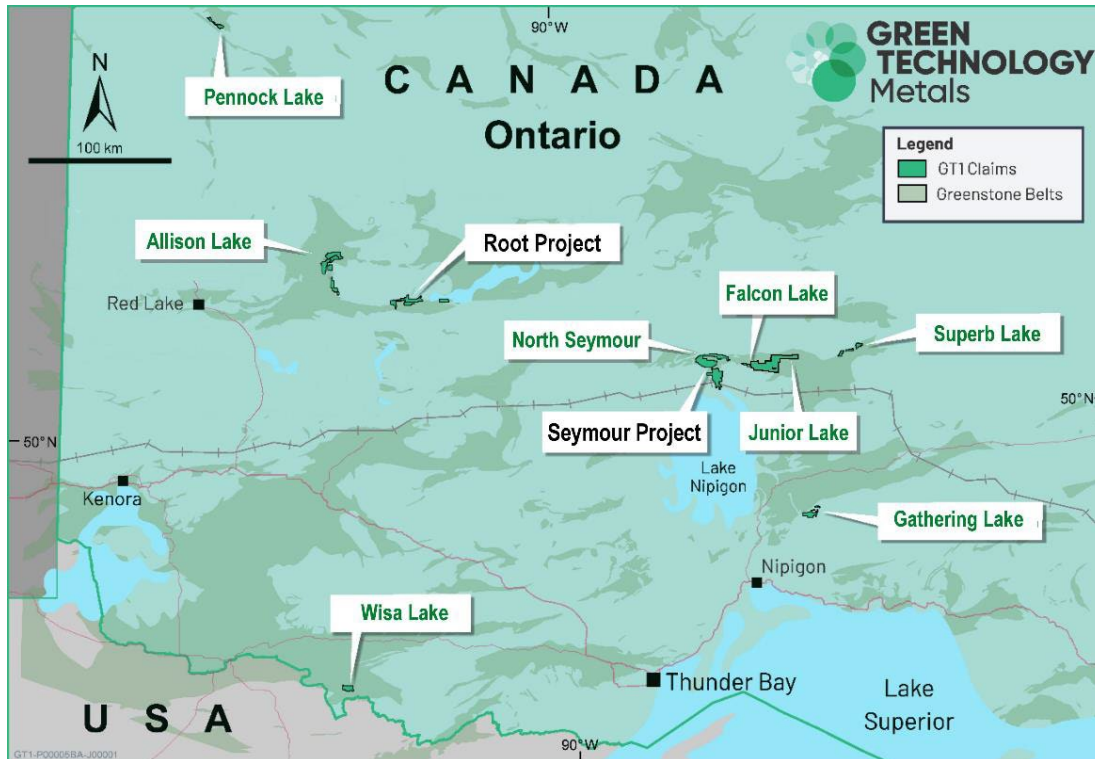 90°W
GREEN
TECHNOLOGY
Metals
N
100 km
Pennock Lake
C A N A D A
Ontario
Legend
GT1 Claims
Greenstone Belts
Allison Lake
Root Project
Red Lake
Falcon Lake
North Seymour
Superb Lake
Seymour Project
Junior Lake
50°N
50°N
Lake
Nipigon
Kenora
Gathering Lake
Nipigon
Wisa Lake
Thunder Bay
Lake
Superior
U S A
90°W
GT1-P00005BA-J00001